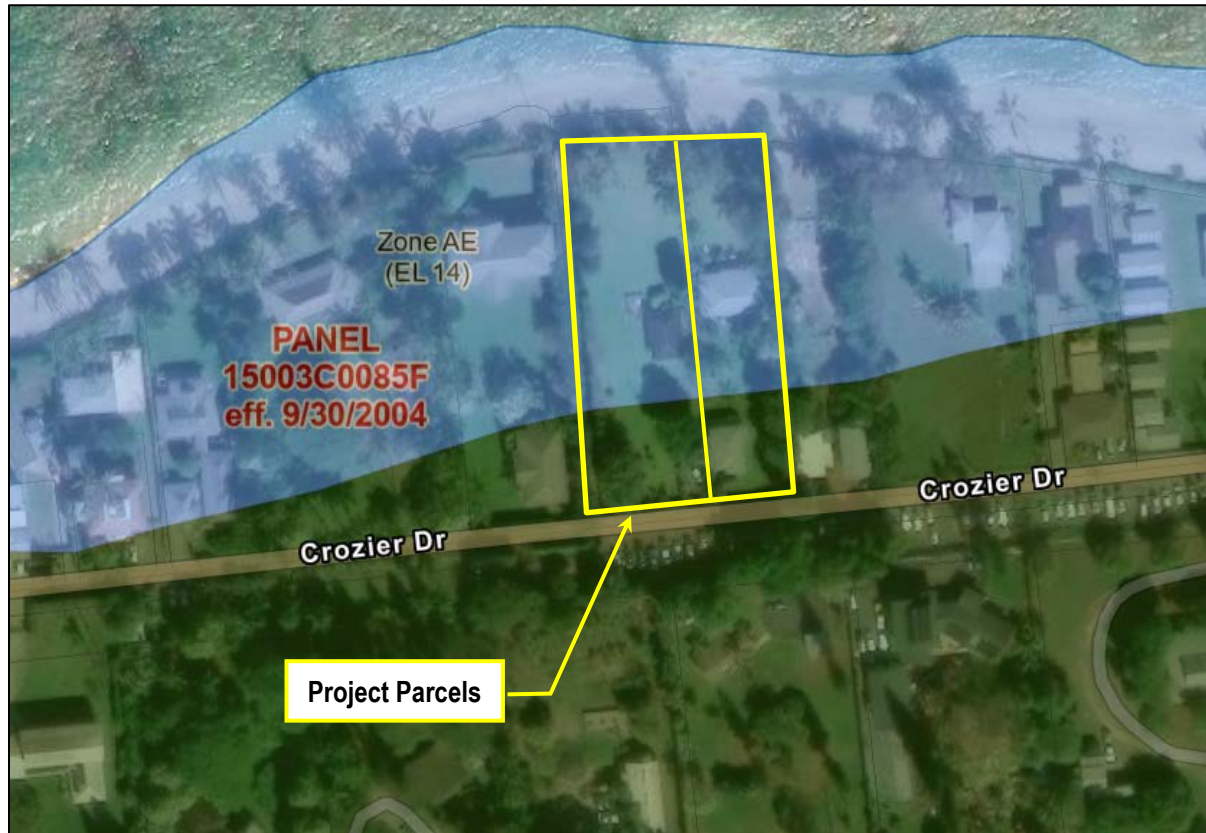 Zone AE
(EL 14)
PANEL
15003C0085F
eff. 9/30/2004
Crozier Dr
Crozier Dr
Project Parcels